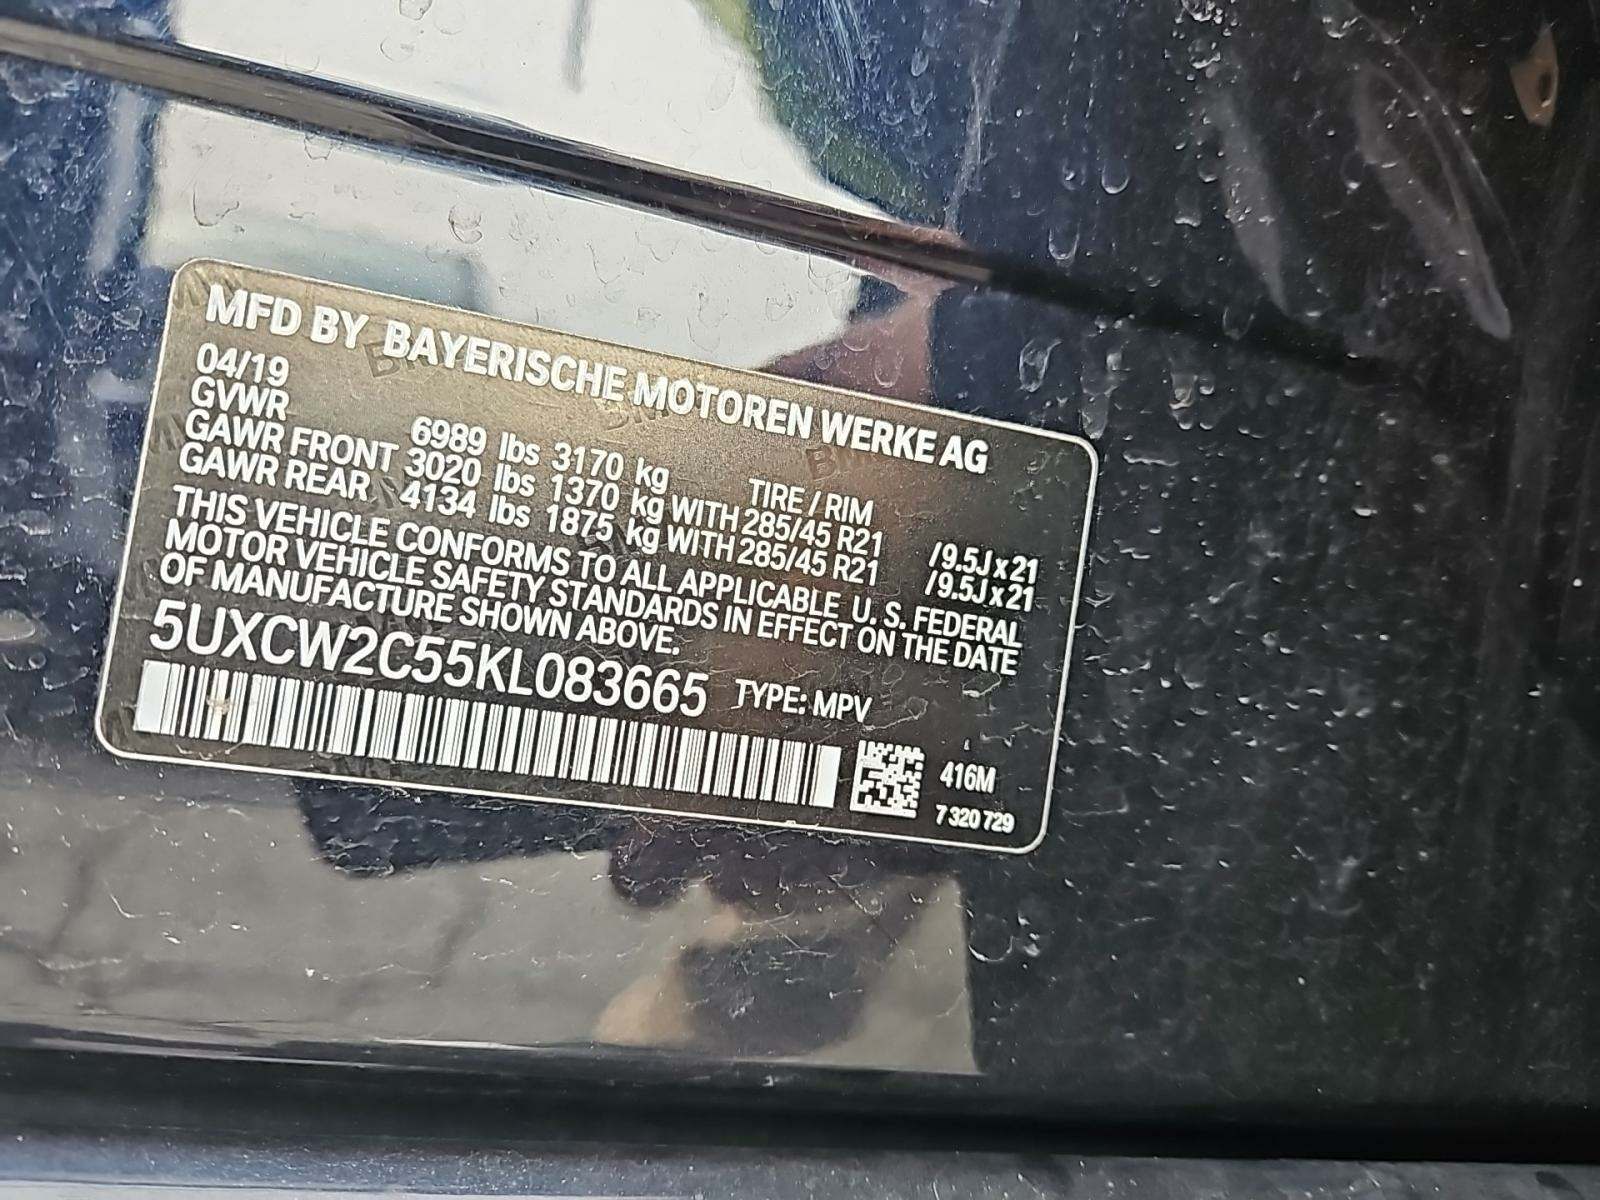 MFD BY BAYERISCHE MOTOREN WERKE AG
04/19
GVWR 6989 lbs 3170 kg TIRE / RIM
GAWR FRONT 3020 lbs 1370 kg WITH 285/45 R21 /9.5J x 21
GAWR REAR 4134 lbs 1875 kg WITH 285/45 R21 /9.5J x 21
THIS VEHICLE CONFORMS TO ALL APPLICABLE U. S. FEDERAL
MOTOR VEHICLE SAFETY STANDARDS IN EFFECT ON THE DATE
OF MANUFACTURE SHOWN ABOVE.
5UXCW2C55KL083665 TYPE: MPV
416M
7 320 729